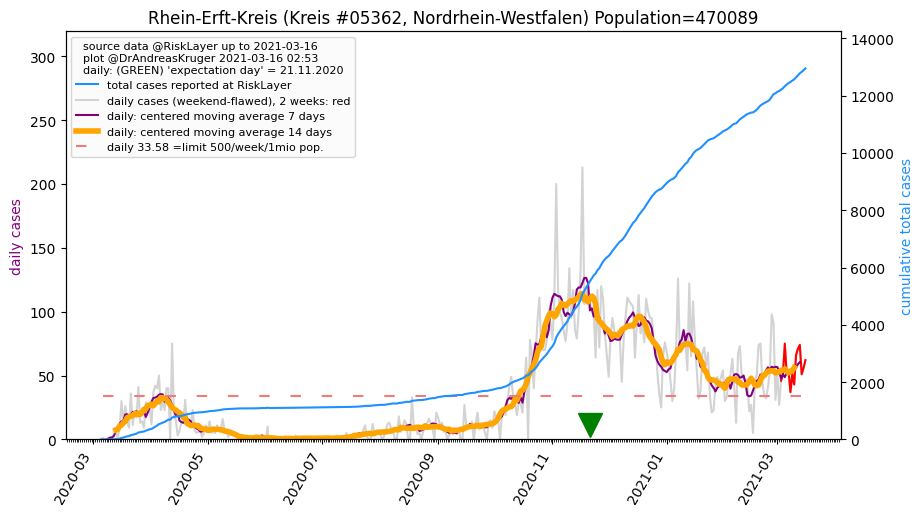 Rhein-Erft-Kreis (Kreis #05362, Nordrhein-Westfalen) Population=470089
source data @RiskLayer up to 2021-03-16
plot @DrAndreasKruger 2021-03-16 02:53
daily: (GREEN) 'expectation day' = 21.11.2020
total cases reported at RiskLayer
daily cases (weekend-flawed), 2 weeks: red
daily: centered moving average 7 days
daily: centered moving average 14 days
daily 33.58 =limit 500/week/1mio pop.
daily cases
300
250
200
150
100
50
0
cumulative total cases
14000
12000
10000
8000
6000
4000
2000
0
2020-03
2020-05
2020-07
2020-09
2020-11
2021-01
2021-03